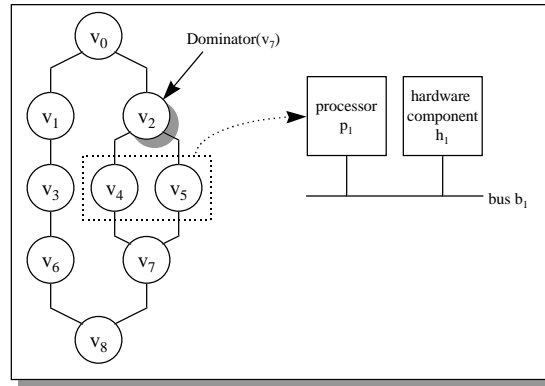 v0
Dominator(v7)
v1
v2
processor
p1
hardware
component
h1
v3
v4
v5
bus b1
v6
v7
v8